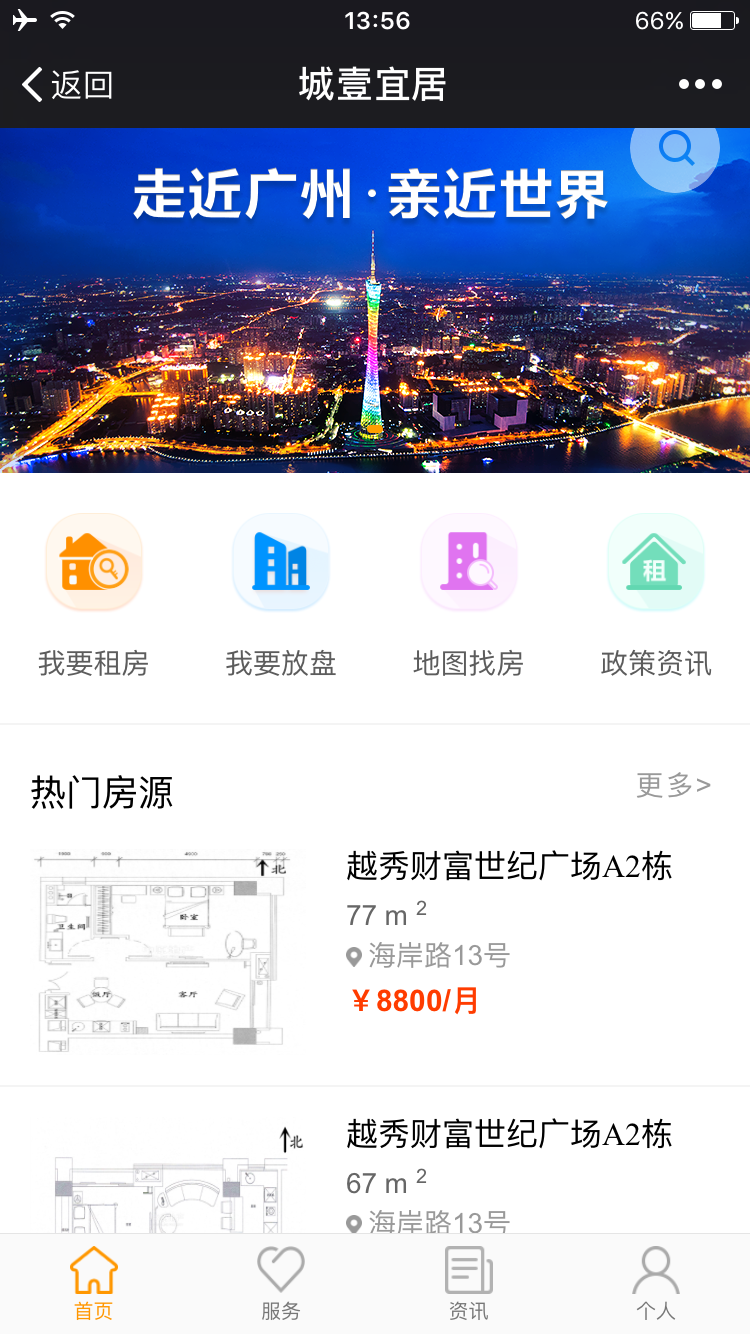 13:56
66%
返回
城壹宜居
走近广州·亲近世界
租
我要租房
我要放盘
地图找房
政策资讯
热门房源
更多>
北
卧室
卫生间
饭厅
客厅
越秀财富世纪广场A2栋
77 m ²
海岸路13号
￥8800/月
北
越秀财富世纪广场A2栋
67 m ²
海岸路13号
首页
服务
资讯
个人